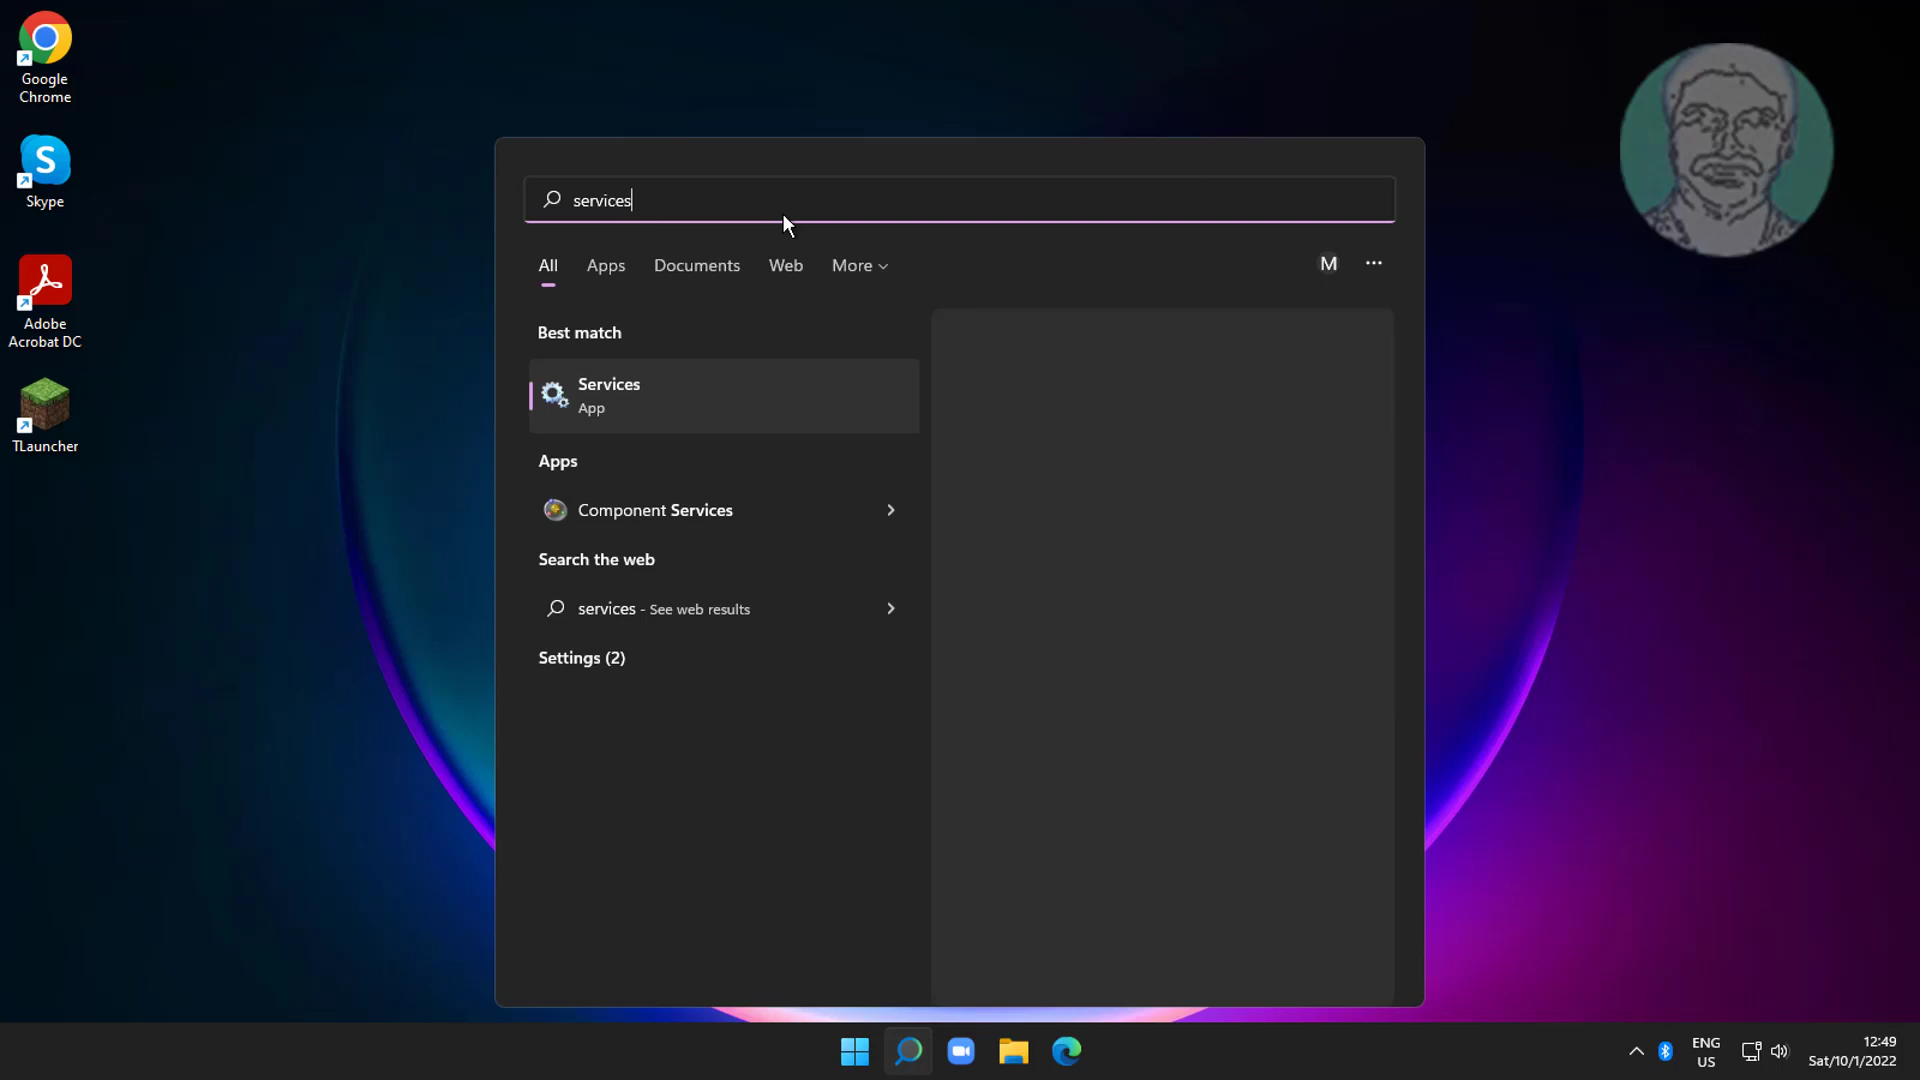 Google
Chrome
S
Skype
Adobe
Acrobat DC
TLauncher
services
All Apps Documents Web More
M
Best match
Services
App
Apps
Component Services
Search the web
services - See web results
Settings (2)
ENG
US
12:49
Sat/10/1/2022